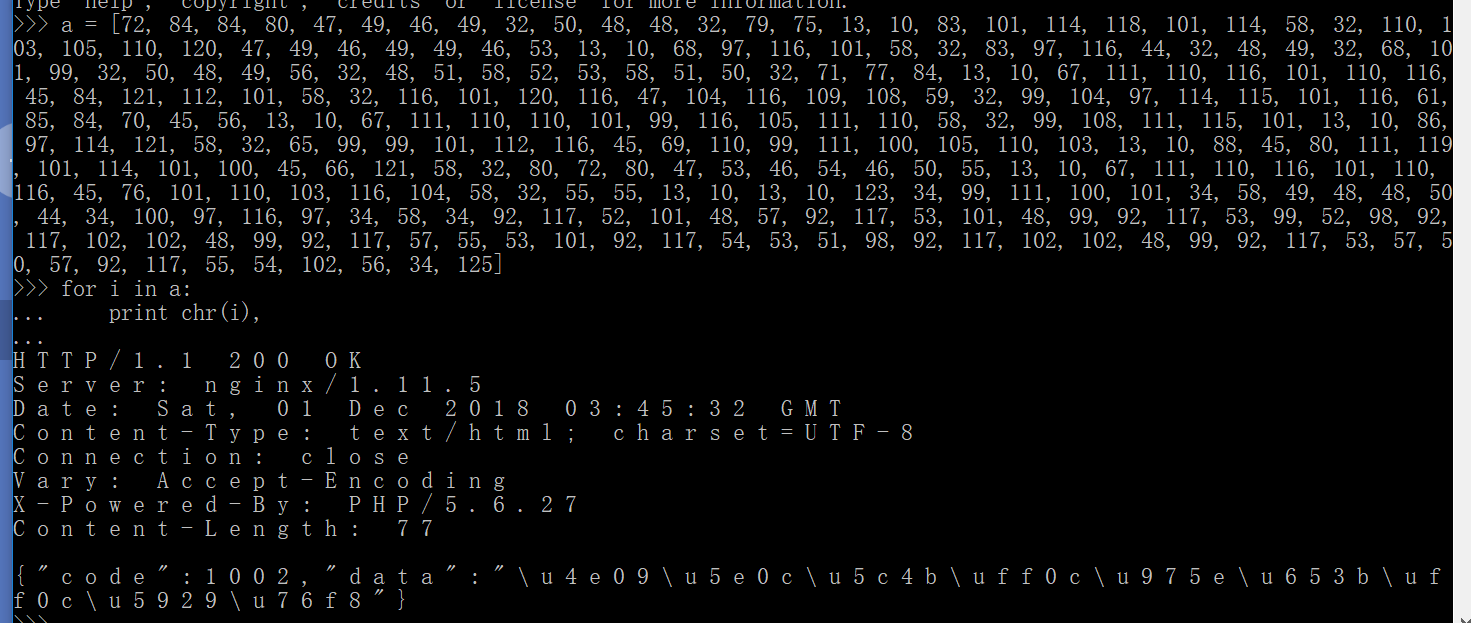 Type "help", "copyright", "credits" or "license" for more information.
>>> a = [72, 84, 84, 80, 47, 49, 46, 49, 32, 50, 48, 48, 32, 79, 75, 13, 10, 83, 101, 114, 118, 101, 114, 58, 32, 110, 1
03, 105, 110, 120, 47, 49, 46, 49, 49, 46, 53, 13, 10, 68, 97, 116, 101, 58, 32, 83, 97, 116, 44, 32, 48, 49, 32, 68, 10
1, 99, 32, 50, 48, 49, 56, 32, 48, 51, 58, 52, 53, 58, 51, 50, 32, 71, 77, 84, 13, 10, 67, 111, 110, 116, 101, 110, 116,
45, 84, 121, 112, 101, 58, 32, 116, 101, 120, 116, 47, 104, 116, 109, 108, 59, 32, 99, 104, 97, 114, 115, 101, 116, 61,
85, 84, 70, 45, 56, 13, 10, 67, 111, 110, 110, 101, 99, 116, 105, 111, 110, 58, 32, 99, 108, 111, 115, 101, 13, 10, 86,
97, 114, 121, 58, 32, 65, 99, 99, 101, 112, 116, 45, 69, 110, 99, 111, 100, 105, 110, 103, 13, 10, 88, 45, 80, 111, 119
, 101, 114, 101, 100, 45, 66, 121, 58, 32, 80, 72, 80, 47, 53, 46, 54, 46, 50, 55, 13, 10, 67, 111, 110, 116, 101, 110,
116, 45, 76, 101, 110, 103, 116, 104, 58, 32, 55, 55, 13, 10, 13, 10, 123, 34, 99, 111, 100, 101, 34, 58, 49, 48, 48, 50
, 44, 34, 100, 97, 116, 97, 34, 58, 34, 92, 117, 52, 101, 48, 57, 92, 117, 53, 101, 48, 99, 92, 117, 53, 99, 52, 98, 92,
117, 102, 102, 48, 99, 92, 117, 57, 55, 53, 101, 92, 117, 54, 53, 51, 98, 92, 117, 102, 102, 48, 99, 92, 117, 53, 57, 5
0, 57, 92, 117, 55, 54, 102, 56, 34, 125]
>>> for i in a:
...     print chr(i),
...
H T T P / 1 . 1   2 0 0   O K
S e r v e r :   n g i n x / 1 . 1 1 . 5
D a t e :   S a t ,   0 1   D e c   2 0 1 8   0 3 : 4 5 : 3 2   G M T
C o n t e n t - T y p e :   t e x t / h t m l ;   c h a r s e t = U T F - 8
C o n n e c t i o n :   c l o s e
V a r y :   A c c e p t - E n c o d i n g
X - P o w e r e d - B y :   P H P / 5 . 6 . 2 7
C o n t e n t - L e n g t h :   7 7
{ " c o d e " : 1 0 0 2 , " d a t a " : " \ u 4 e 0 9 \ u 5 e 0 c \ u 5 c 4 b \ u f f 0 c \ u 9 7 5 e \ u 6 5 3 b \ u f
f 0 c \ u 5 9 2 9 \ u 7 6 f 8 " }
>>>